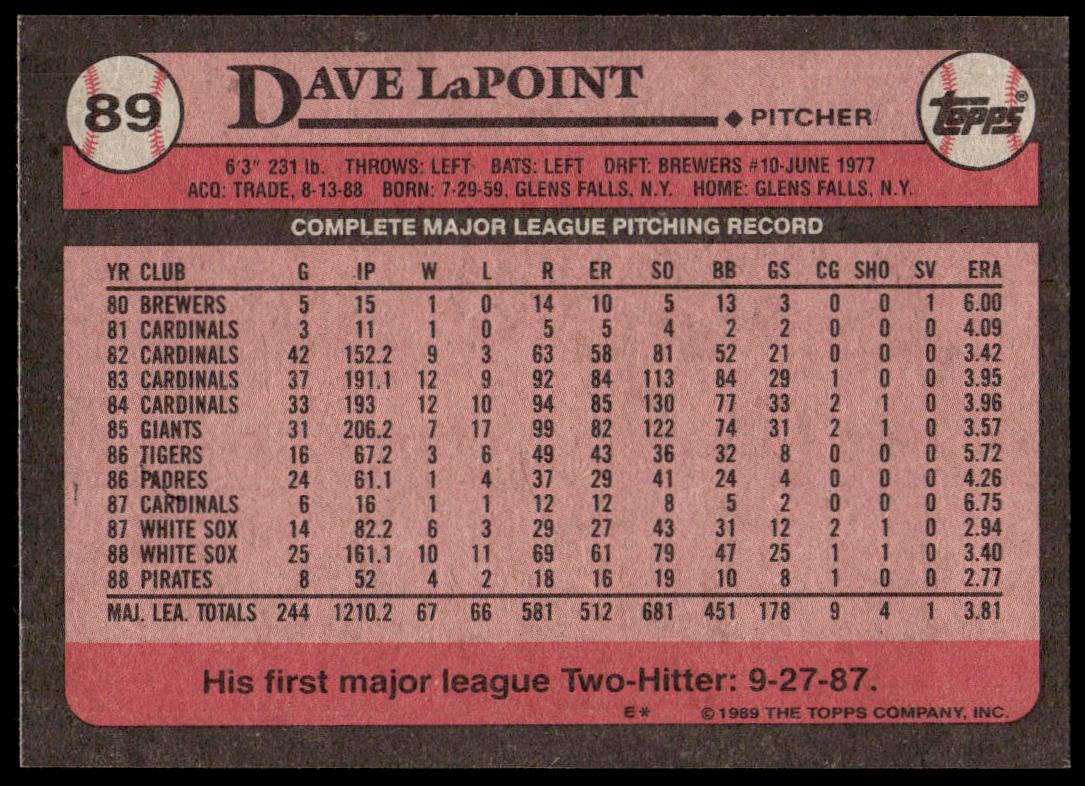 89
DAVE LaPOINT
◆ PITCHER
TOPPS®
6'3" 231 lb. THROWS: LEFT BATS: LEFT DRFT: BREWERS #10-JUNE 1977
ACQ: TRADE, 8-13-88 BORN: 7-29-59, GLENS FALLS, N.Y. HOME: GLENS FALLS, N.Y.
COMPLETE MAJOR LEAGUE PITCHING RECORD
YR CLUB G IP W L R ER SO BB GS CG SHO SV ERA
80 BREWERS 5 15 1 0 14 10 5 13 3 0 0 1 6.00
81 CARDINALS 3 11 1 0 5 5 4 2 2 0 0 0 4.09
82 CARDINALS 42 152.2 9 3 63 58 81 52 21 0 0 0 3.42
83 CARDINALS 37 191.1 12 9 92 84 113 84 29 1 0 0 3.95
84 CARDINALS 33 193 12 10 94 85 130 77 33 2 1 0 3.96
85 GIANTS 31 206.2 7 17 99 82 122 74 31 2 1 0 3.57
86 TIGERS 16 67.2 3 6 49 43 36 32 8 0 0 0 5.72
86 PADRES 24 61.1 1 4 37 29 41 24 4 0 0 0 4.26
87 CARDINALS 6 16 1 1 12 12 8 5 2 0 0 0 6.75
87 WHITE SOX 14 82.2 6 3 29 27 43 31 12 2 1 0 2.94
88 WHITE SOX 25 161.1 10 11 69 61 79 47 25 1 1 0 3.40
88 PIRATES 8 52 4 2 18 16 19 10 8 1 0 0 2.77
MAJ. LEA. TOTALS 244 1210.2 67 66 581 512 681 451 178 9 4 1 3.81
His first major league Two-Hitter: 9-27-87.
E* ©1989 THE TOPPS COMPANY, INC.